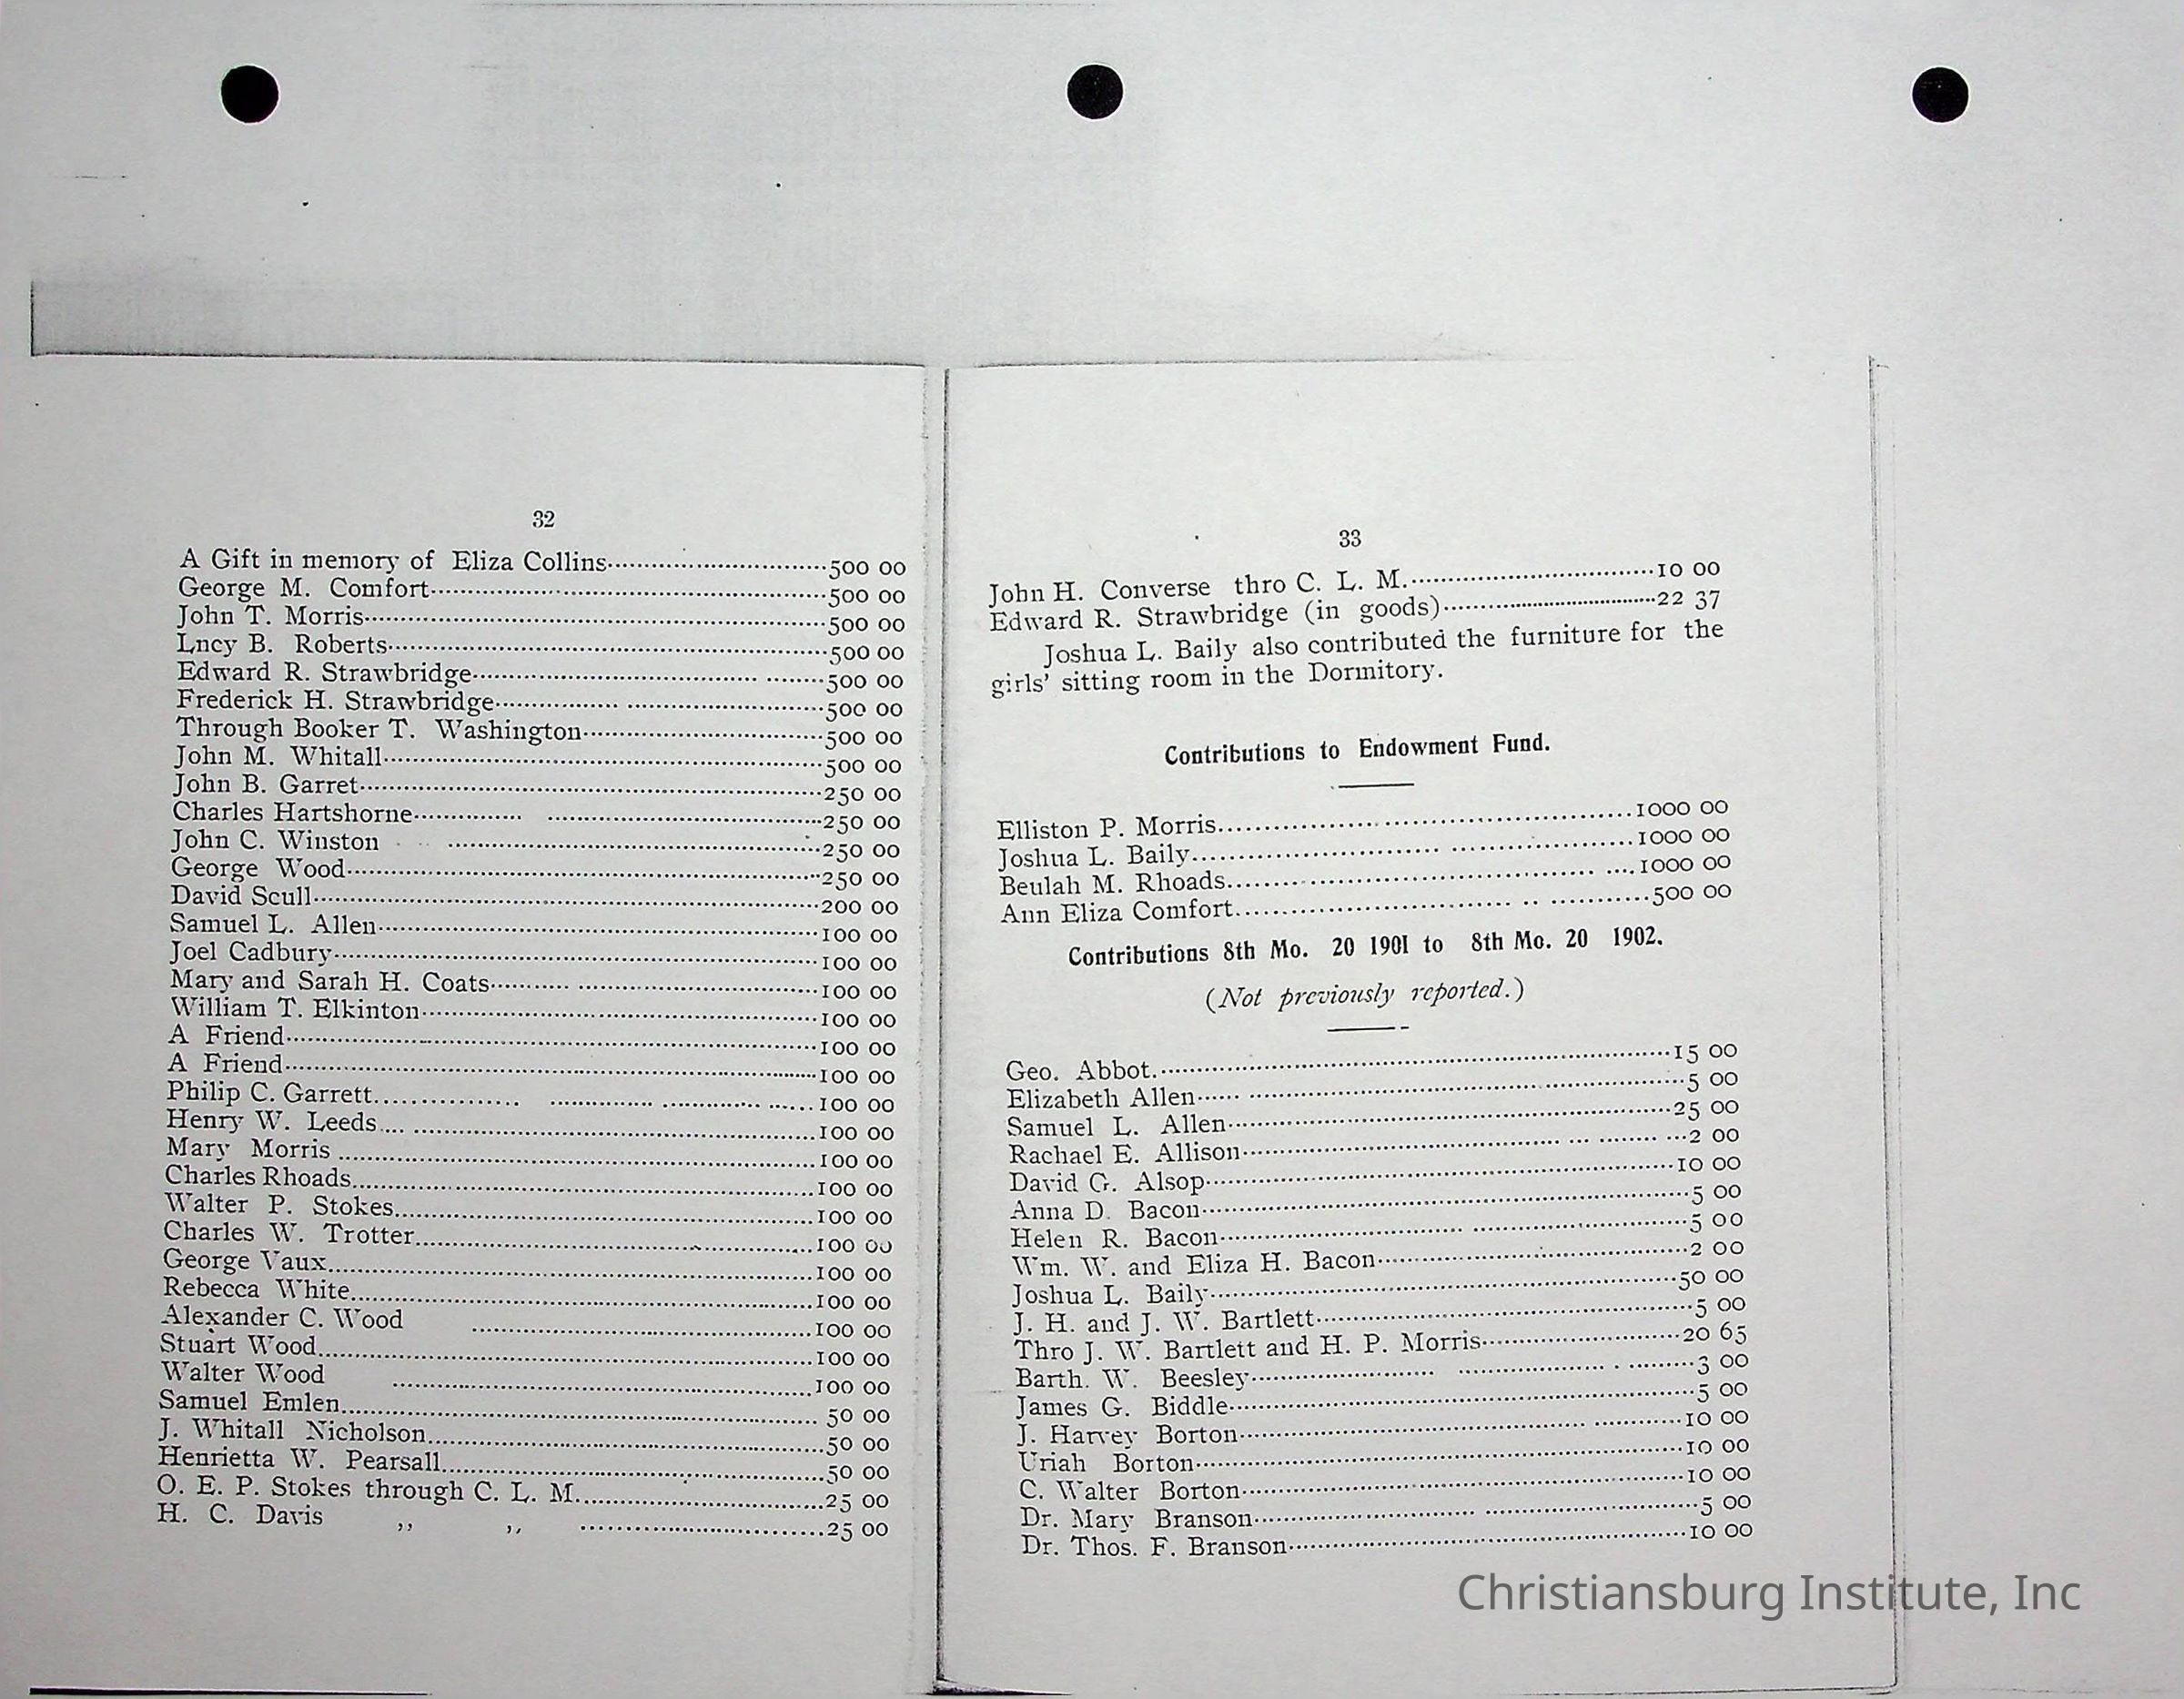 32
A Gift in memory of Eliza Collins 500 00
George M. Comfort 500 00
John T. Morris 500 00
Lncy B. Roberts 500 00
Edward R. Strawbridge 500 00
Frederick H. Strawbridge 500 00
Through Booker T. Washington 500 00
John M. Whitall 500 00
John B. Garret 250 00
Charles Hartshorne 250 00
John C. Winston 250 00
George Wood 250 00
David Scull 200 00
Samuel L. Allen 100 00
Joel Cadbury 100 00
Mary and Sarah H. Coats 100 00
William T. Elkinton 100 00
A Friend 100 00
A Friend 100 00
Philip C. Garrett 100 00
Henry W. Leeds 100 00
Mary Morris 100 00
Charles Rhoads 100 00
Walter P. Stokes 100 00
Charles W. Trotter 100 00
George Vaux 100 00
Rebecca White 100 00
Alexander C. Wood 100 00
Stuart Wood 100 00
Walter Wood 100 00
Samuel Emlen 50 00
J. Whitall Nicholson 50 00
Henrietta W. Pearsall 50 00
O. E. P. Stokes through C. L. M. 25 00
H. C. Davis ,, ,, 25 00
33
John H. Converse thro C. L. M. 10 00
Edward R. Strawbridge (in goods) 22 37
Joshua L. Baily also contributed the furniture for the
girls' sitting room in the Dormitory.
Contributions to Endowment Fund.
Elliston P. Morris 1000 00
Joshua L. Baily 1000 00
Beulah M. Rhoads 1000 00
Ann Eliza Comfort 500 00
Contributions 8th Mo. 20 1901 to 8th Mo. 20 1902.
(Not previously reported.)
Geo. Abbot. 15 00
Elizabeth Allen 5 00
Samuel L. Allen 25 00
Rachael E. Allison 2 00
David G. Alsop 10 00
Anna D. Bacon 5 00
Helen R. Bacon 5 00
Wm. W. and Eliza H. Bacon 2 00
Joshua L. Baily 50 00
J. H. and J. W. Bartlett 5 00
Thro J. W. Bartlett and H. P. Morris 20 65
Barth. W. Beesley 3 00
James G. Biddle 5 00
J. Harvey Borton 10 00
Uriah Borton 10 00
C. Walter Borton 10 00
Dr. Mary Branson 5 00
Dr. Thos. F. Branson 10 00
Christiansburg Institute, Inc